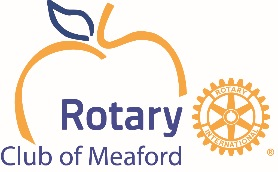 Rotary
Club of Meaford
ROTARY
INTERNATIONAL
®